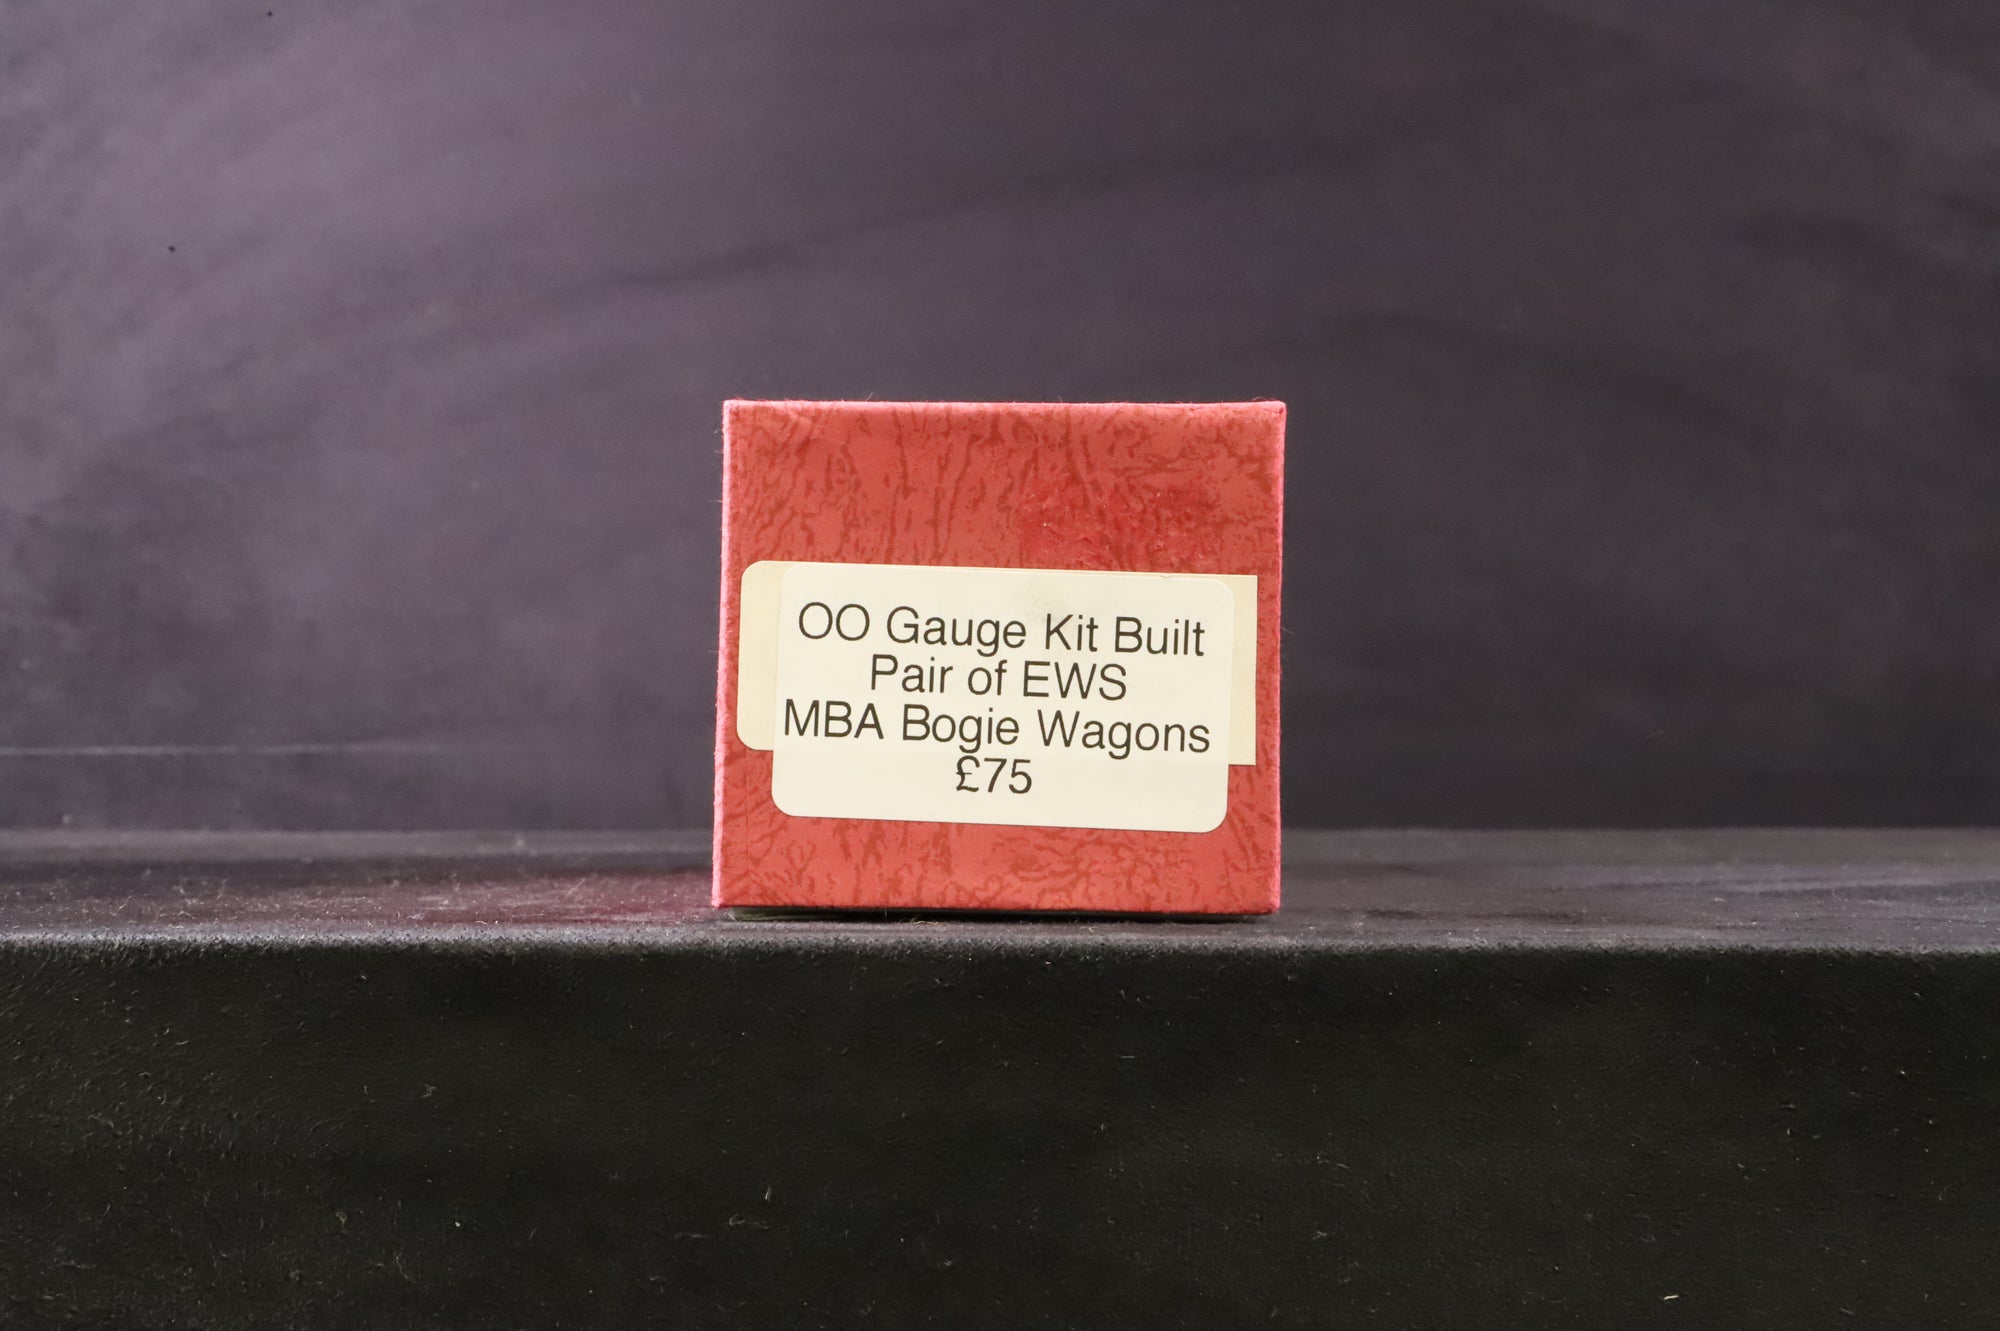 OO Gauge Kit Built
Pair of EWS
MBA Bogie Wagons
£75